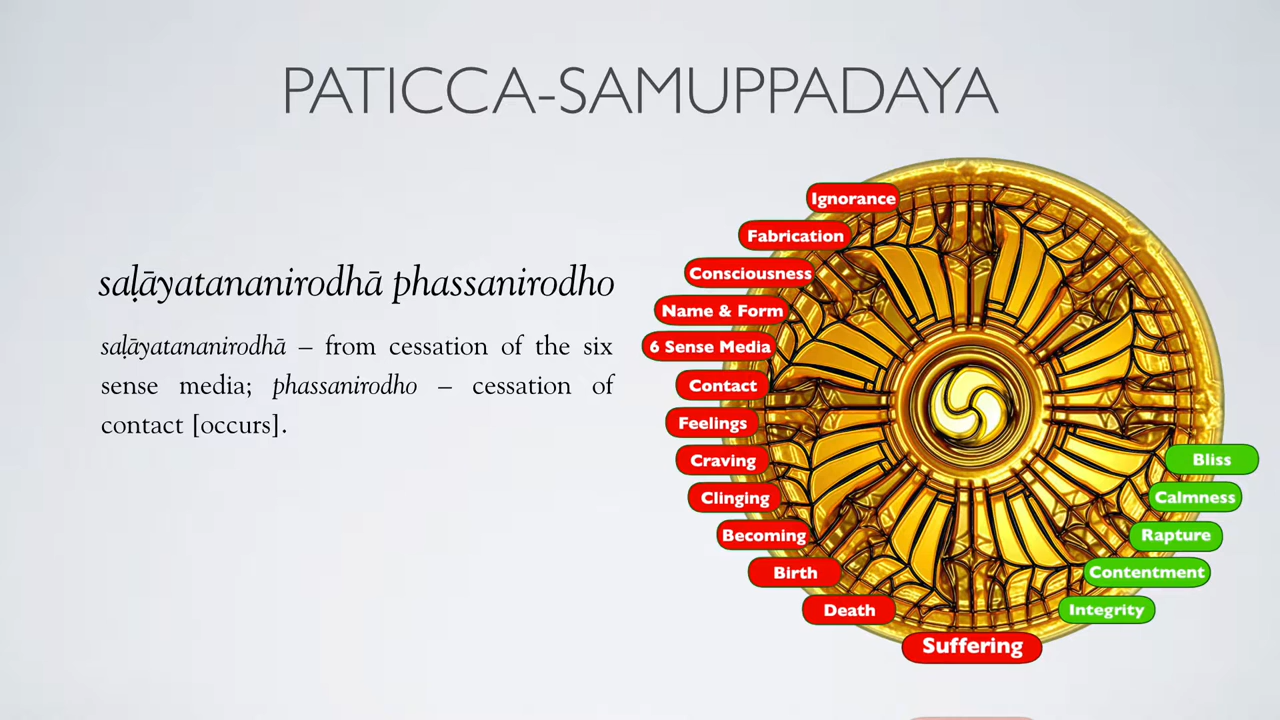 PATICCA-SAMUPPADAYA
saḷāyatananirodhā phassanirodho
saḷāyatananirodhā – from cessation of the six
sense media; phassanirodho – cessation of
contact [occurs].
Ignorance
Fabrication
Consciousness
Name & Form
6 Sense Media
Contact
Feelings
Craving
Clinging
Becoming
Birth
Death
Suffering
Bliss
Calmness
Rapture
Contentment
Integrity